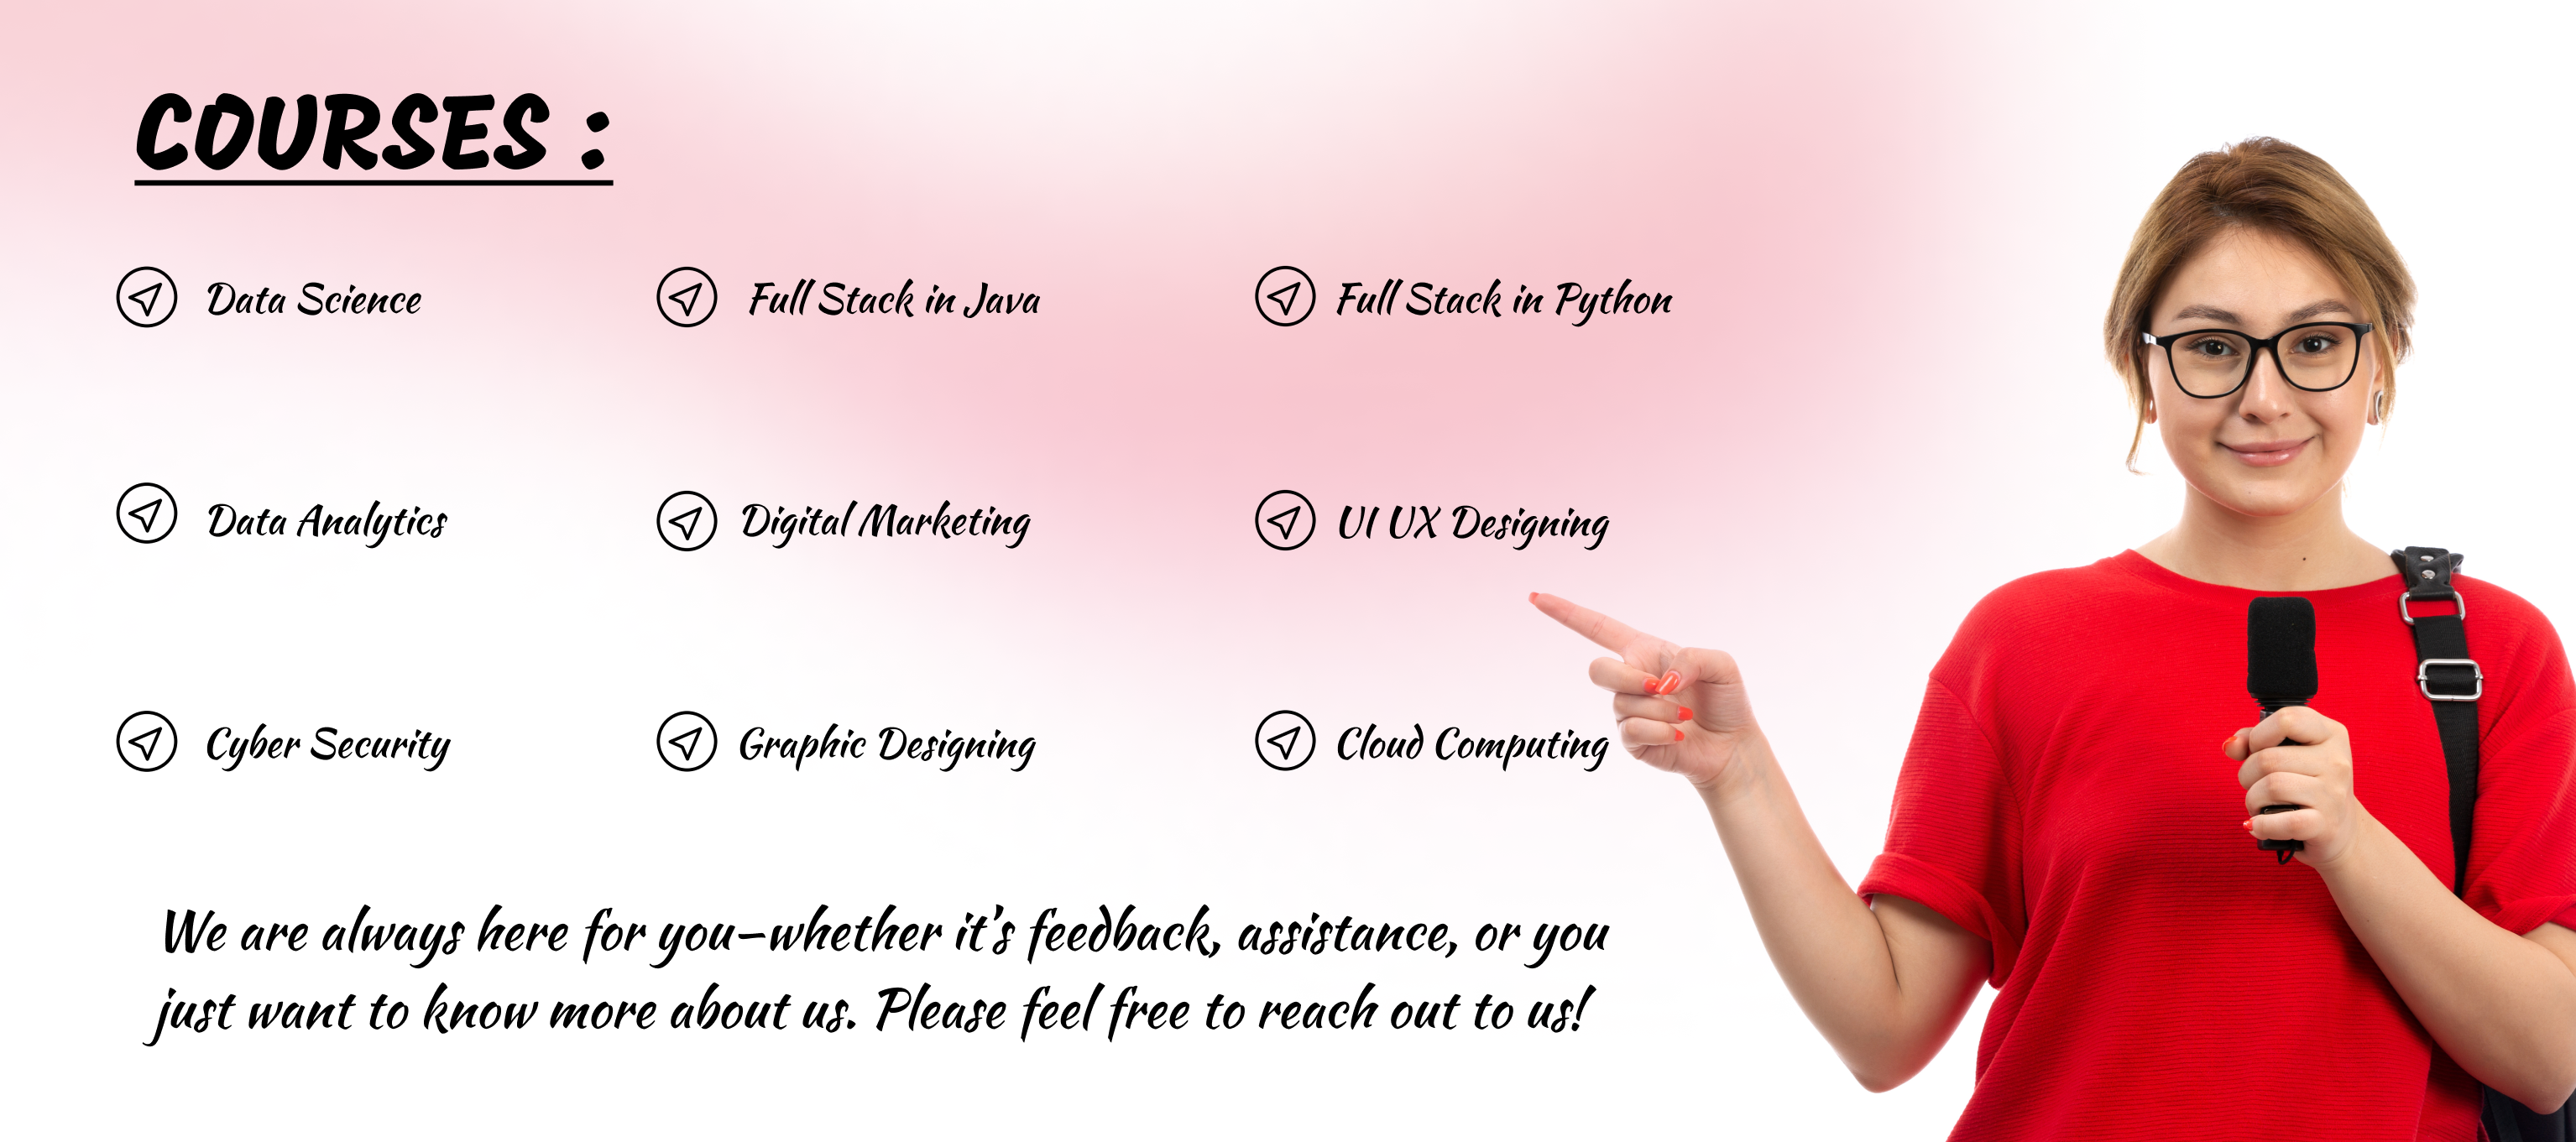 COURSES :
Data Science
Full Stack in Java
Full Stack in Python
Data Analytics
Digital Marketing
UI UX Designing
Cyber Security
Graphic Designing
Cloud Computing
We are always here for you–whether it's feedback, assistance, or you
just want to know more about us. Please feel free to reach out to us!